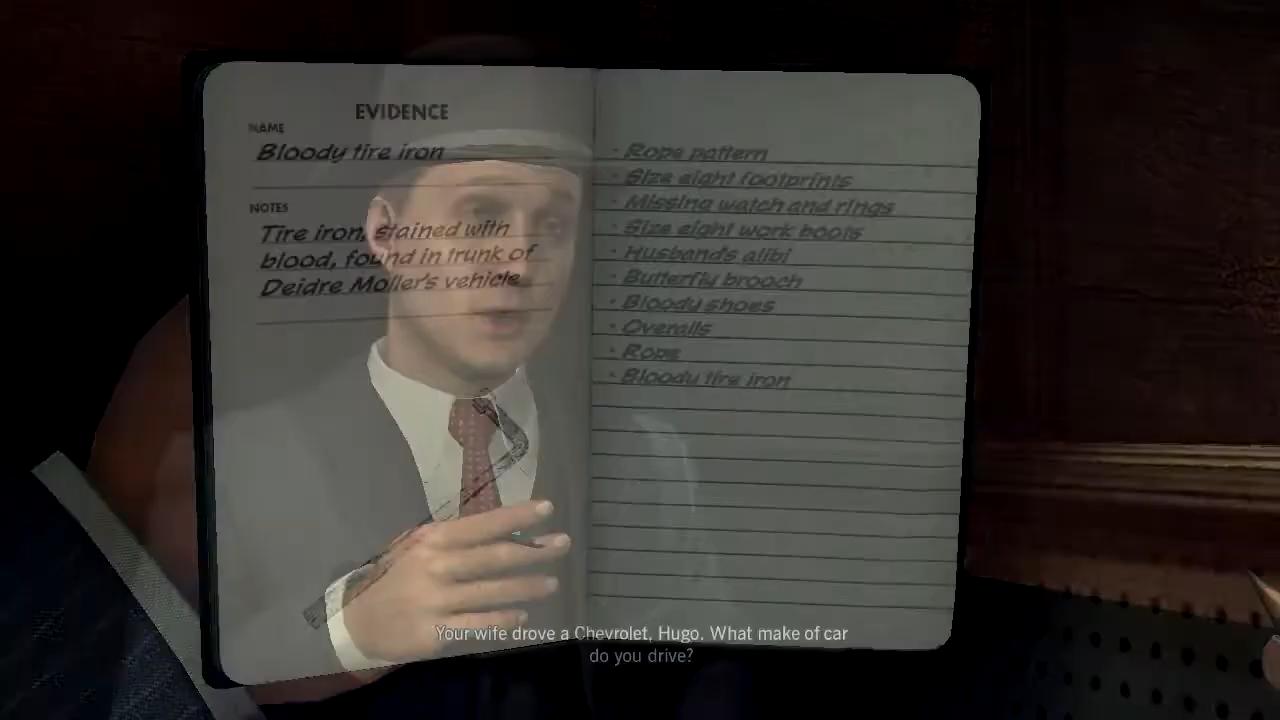 EVIDENCE
NAME
Bloody tire iron
NOTES
Tire iron, stained with
blood, found in trunk of
Deidre Moller's vehicle.
· Rope pattern
· Size eight footprints
· Missing watch and rings
· Size eight work boots
· Husband's alibi
· Butterfly brooch
· Bloody shoes
· Overalls
· Rope
· Bloody tire iron
Your wife drove a Chevrolet, Hugo. What make of car
do you drive?